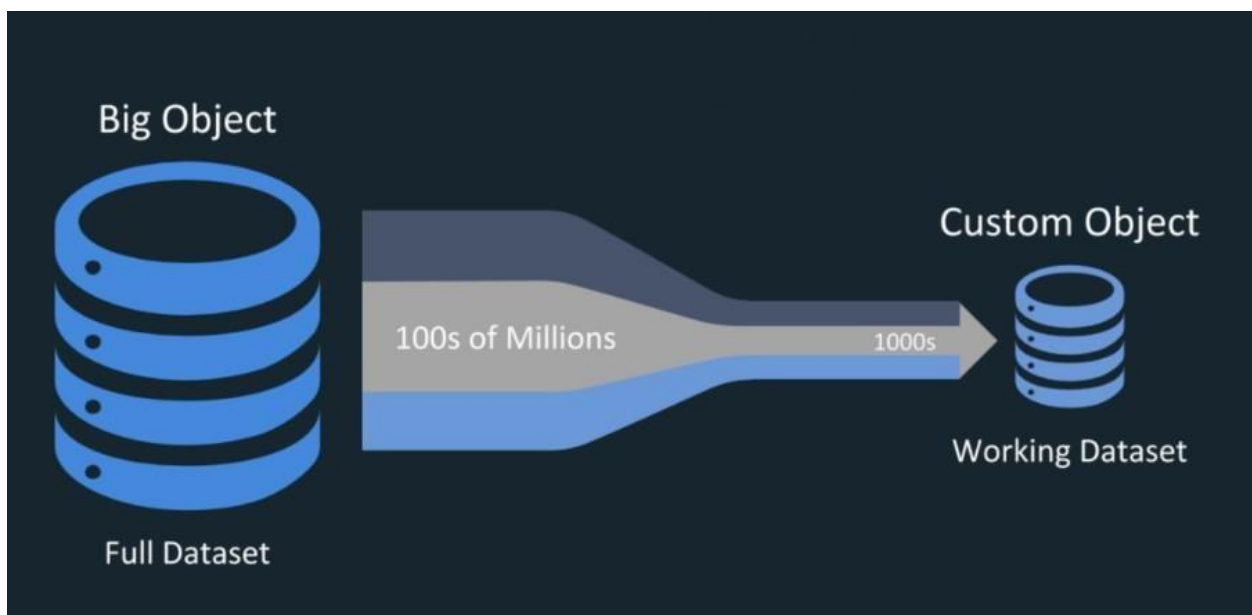 Big Object
Full Dataset
100s of Millions
1000s
Custom Object
Working Dataset